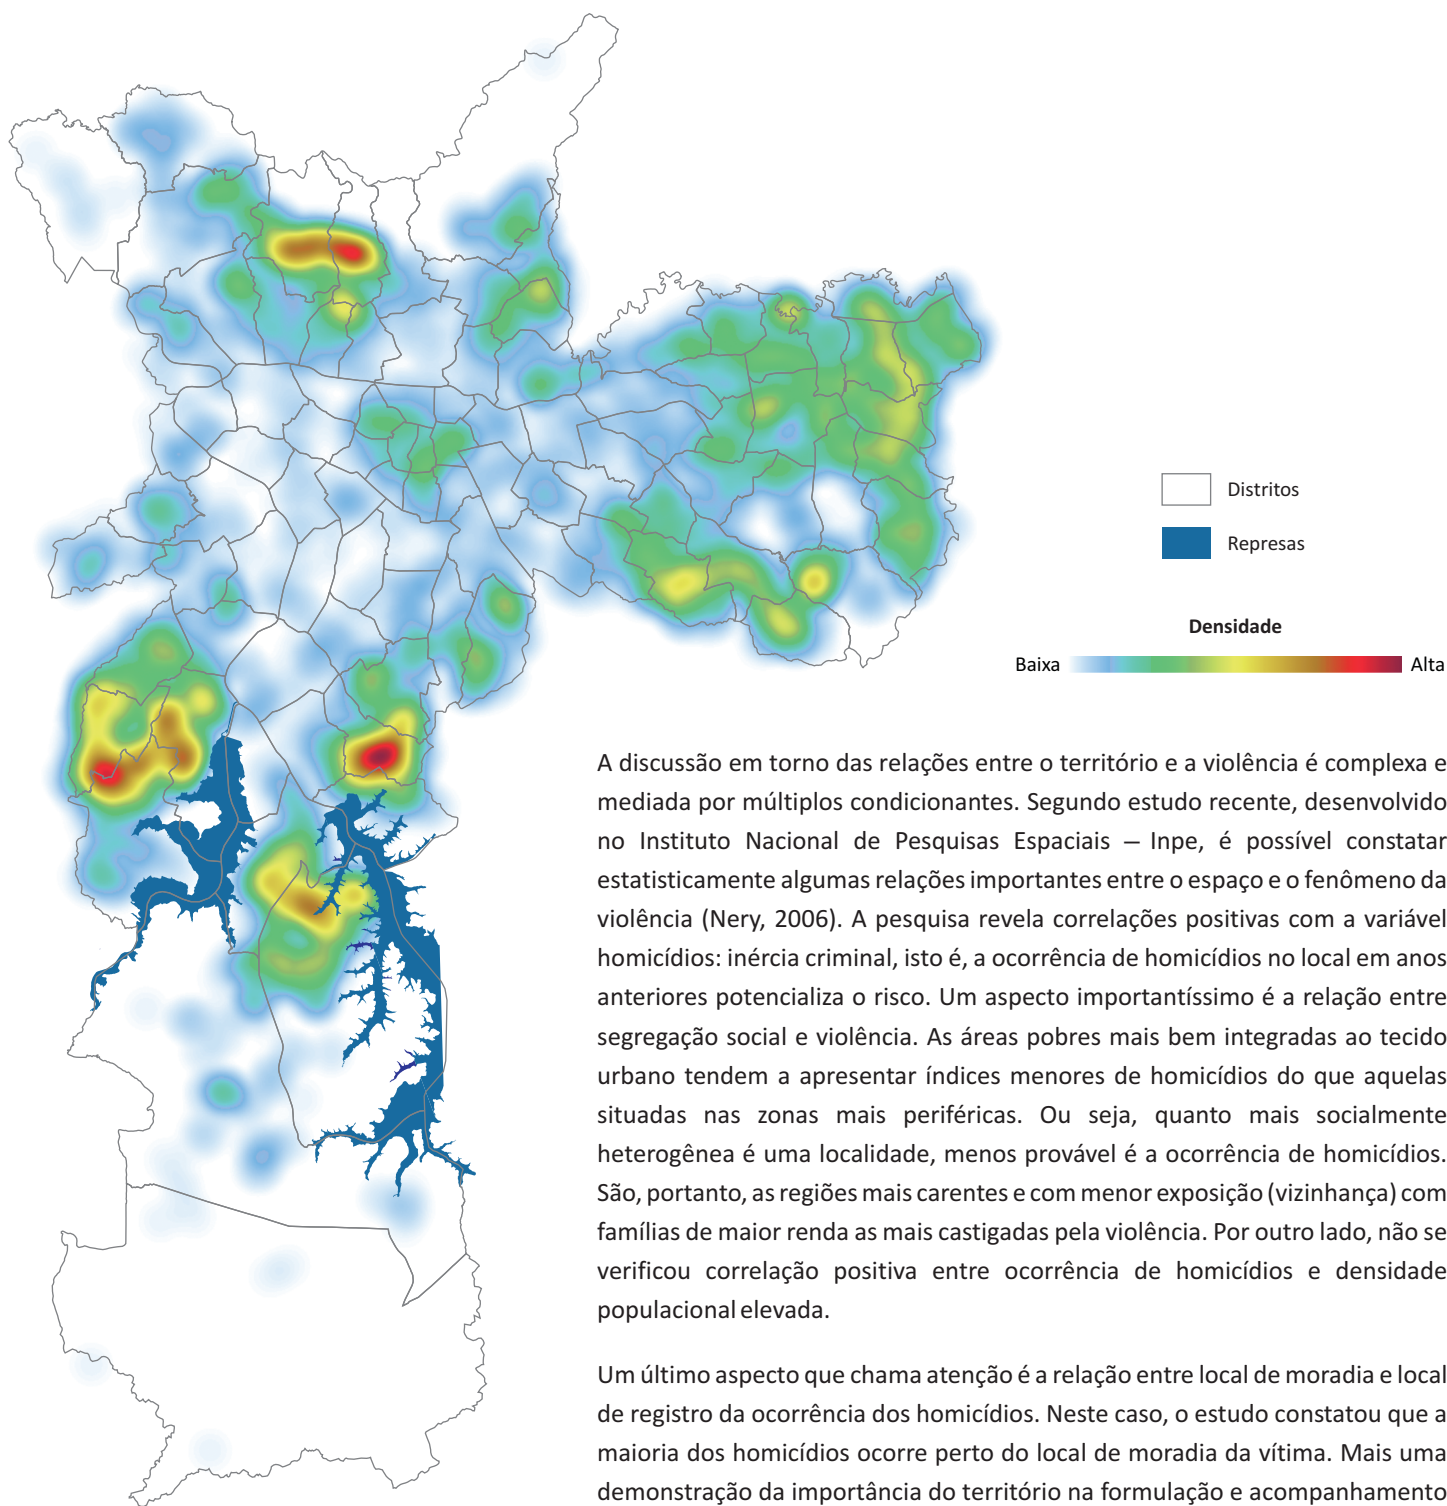 Distritos
Represas
Densidade
Baixa
Alta
A discussão em torno das relações entre o território e a violência é complexa e
mediada por múltiplos condicionantes. Segundo estudo recente, desenvolvido
no Instituto Nacional de Pesquisas Espaciais – Inpe, é possível constatar
estatisticamente algumas relações importantes entre o espaço e o fenômeno da
violência (Nery, 2006). A pesquisa revela correlações positivas com a variável
homicídios: inércia criminal, isto é, a ocorrência de homicídios no local em anos
anteriores potencializa o risco. Um aspecto importantíssimo é a relação entre
segregação social e violência. As áreas pobres mais bem integradas ao tecido
urbano tendem a apresentar índices menores de homicídios do que aquelas
situadas nas zonas mais periféricas. Ou seja, quanto mais socialmente
heterogênea é uma localidade, menos provável é a ocorrência de homicídios.
São, portanto, as regiões mais carentes e com menor exposição (vizinhança) com
famílias de maior renda as mais castigadas pela violência. Por outro lado, não se
verificou correlação positiva entre ocorrência de homicídios e densidade
populacional elevada.
Um último aspecto que chama atenção é a relação entre local de moradia e local
de registro da ocorrência dos homicídios. Neste caso, o estudo constatou que a
maioria dos homicídios ocorre perto do local de moradia da vítima. Mais uma
demonstração da importância do território na formulação e acompanhamento